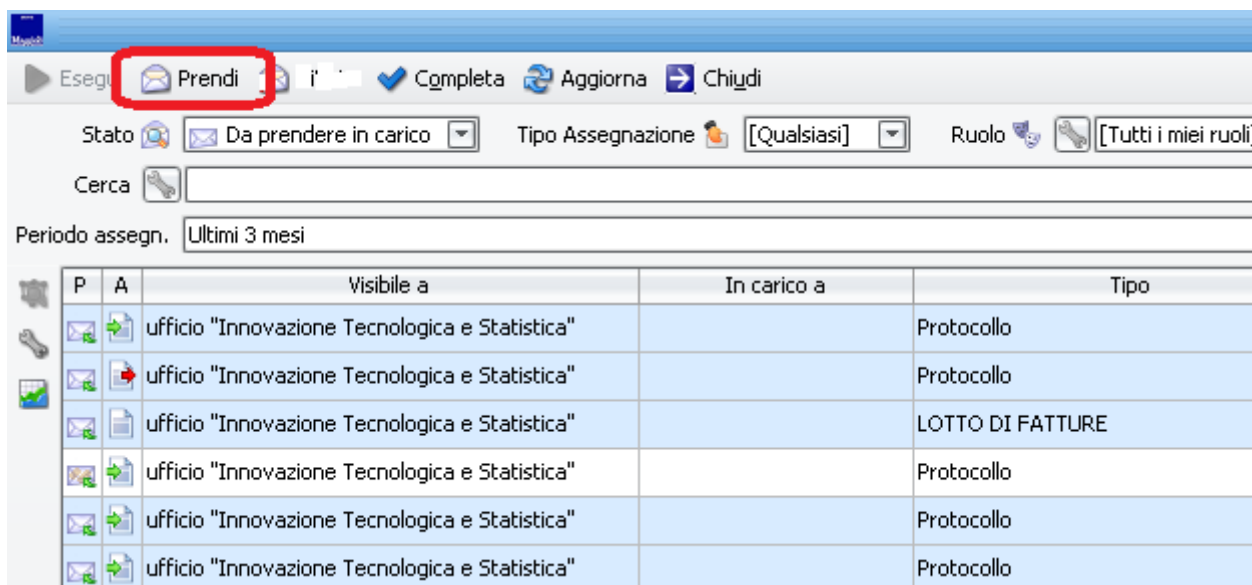 Maggioli
Esegu Prendi Completa Aggiorna Chiudi
Stato Da prendere in carico Tipo Assegnazione [Qualsiasi] Ruolo [Tutti i miei ruoli]
Cerca
Periodo assegn. Ultimi 3 mesi
P A Visibile a In carico a Tipo
ufficio "Innovazione Tecnologica e Statistica" Protocollo
ufficio "Innovazione Tecnologica e Statistica" Protocollo
ufficio "Innovazione Tecnologica e Statistica" LOTTO DI FATTURE
ufficio "Innovazione Tecnologica e Statistica" Protocollo
ufficio "Innovazione Tecnologica e Statistica" Protocollo
ufficio "Innovazione Tecnologica e Statistica" Protocollo